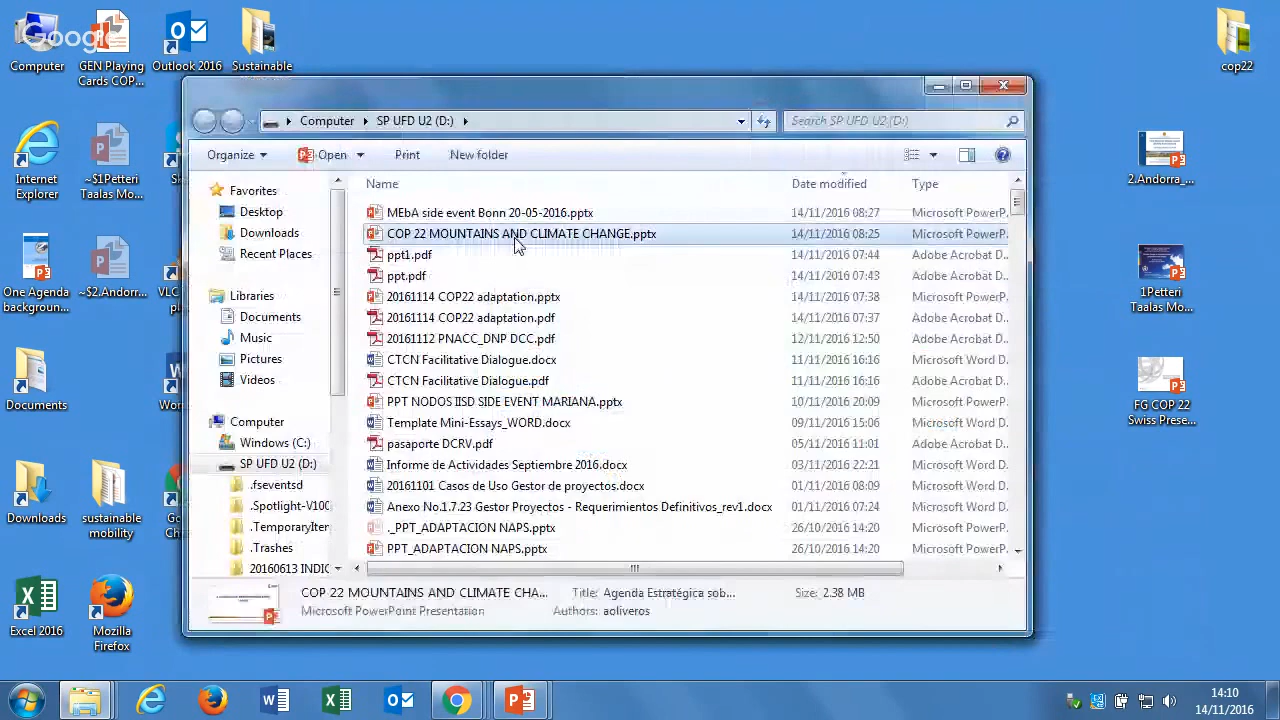 Google
Computer
GEN Playing
Cards COP...
Outlook 2016
Sustainable
cop22
Internet
Explorer
~$1Petteri
Taalas Mo...
One Agenda
backgroun...
~$2.Andorr...
VLC
Documents
Downloads
sustainable
mobility
Excel 2016
Mozilla
Firefox
2.Andorra_...
1Petteri
Taalas Mo...
FG COP 22
Swiss Prese...
Computer
SP UFD U2 (D:)
Search SP UFD U2 (D:)
Organize
Open
Print
New folder
Favorites
Desktop
Downloads
Recent Places
Libraries
Documents
Music
Pictures
Videos
Computer
Windows (C:)
SP UFD U2 (D:)
.fseventsd
.Spotlight-V100
.TemporaryIten
.Trashes
20160613 INDIC
Name Date modified Type
MEbA side event Bonn 20-05-2016.pptx 14/11/2016 08:27 Microsoft PowerP...
COP 22 MOUNTAINS AND CLIMATE CHANGE.pptx 14/11/2016 08:25 Microsoft PowerP...
ppt1.pdf 14/11/2016 07:44 Adobe Acrobat D...
ppt.pdf 14/11/2016 07:43 Adobe Acrobat D...
20161114 COP22 adaptation.pptx 14/11/2016 07:38 Microsoft PowerP...
20161114 COP22 adaptation.pdf 14/11/2016 07:37 Adobe Acrobat D...
20161112 PNACC_DNP DCC.pdf 12/11/2016 12:50 Adobe Acrobat D...
CTCN Facilitative Dialogue.docx 11/11/2016 16:16 Microsoft Word D...
CTCN Facilitative Dialogue.pdf 11/11/2016 16:16 Adobe Acrobat D...
PPT NODOS IISD SIDE EVENT MARIANA.pptx 10/11/2016 20:09 Microsoft PowerP...
Template MRI Essays_WORD.docx 09/11/2016 15:06 Microsoft Word D...
pasaporte DCRV.pdf 05/11/2016 11:01 Adobe Acrobat D...
Informe de Actividades Septiembre 2016.docx 03/11/2016 22:21 Microsoft Word D...
20161101 Casos de Uso Gestor de proyectos.docx 01/11/2016 08:09 Microsoft Word D...
Anexo No.1.7.23 Gestor Proyectos - Requerimientos Definitivos_rev1.docx 01/11/2016 07:24 Microsoft Word D...
._PPT_ADAPTACION NAPS.pptx 26/10/2016 14:20 Microsoft PowerP...
PPT_ADAPTACION NAPS.pptx 26/10/2016 14:20 Microsoft PowerP...
COP 22 MOUNTAINS AND CLIMATE CHA... Title: Agenda Estratégica sob... Size: 2.38 MB
Microsoft PowerPoint Presentation Authors: aoliveros
14:10
14/11/2016